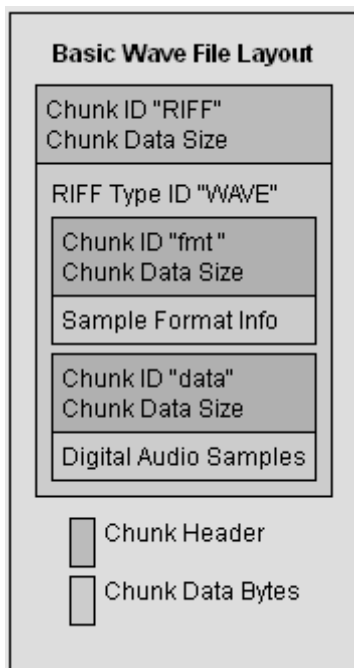 Basic Wave File Layout
Chunk ID "RIFF"
Chunk Data Size
RIFF Type ID "WAVE"
Chunk ID "fmt "
Chunk Data Size
Sample Format Info
Chunk ID "data"
Chunk Data Size
Digital Audio Samples
Chunk Header
Chunk Data Bytes